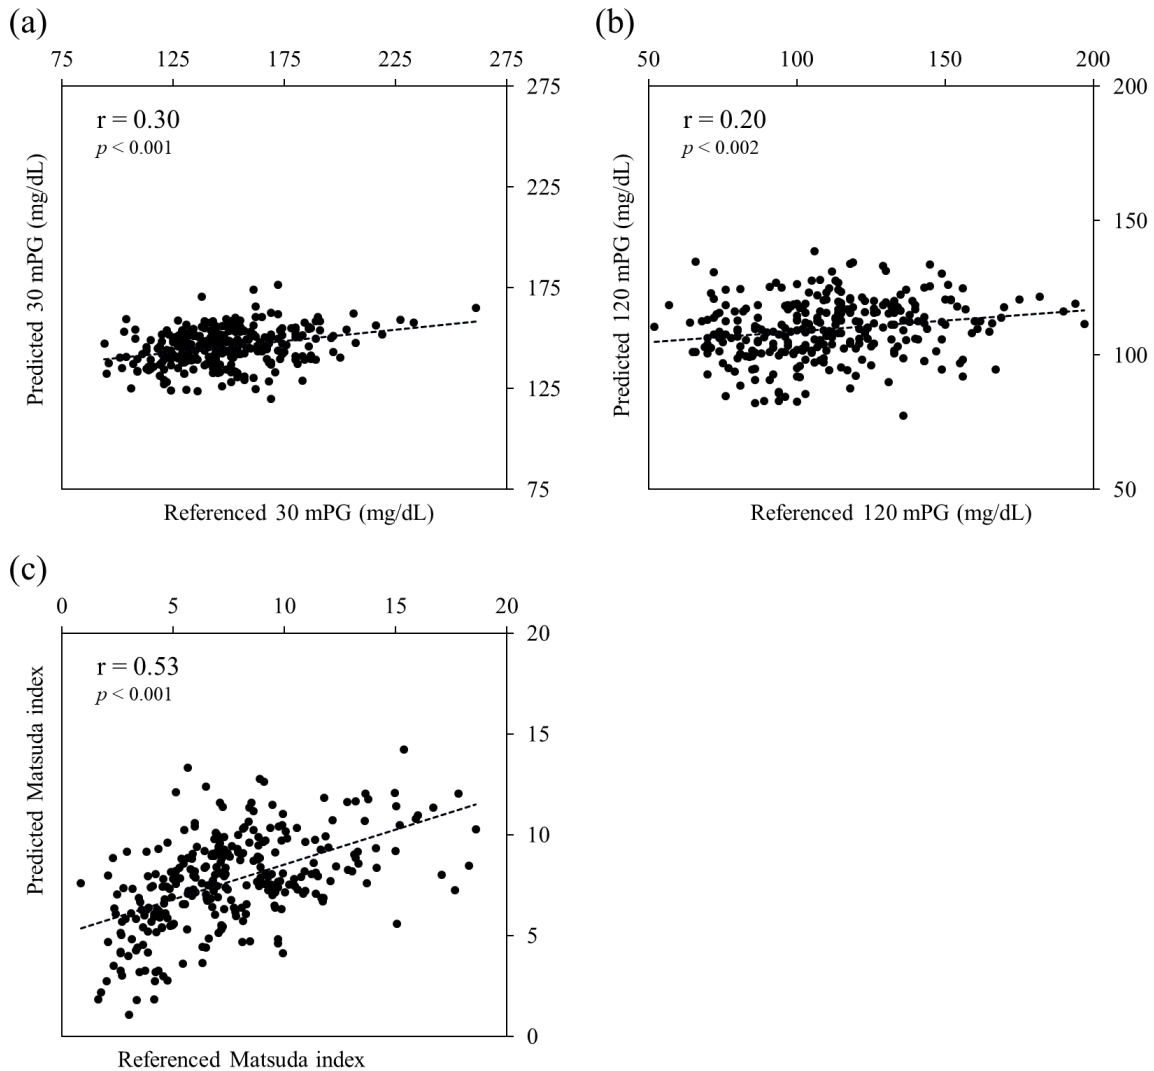 (a)
75 125 175 225 275
r = 0.30
p < 0.001
Predicted 30 mPG (mg/dL)
275
225
175
125
75
Referenced 30 mPG (mg/dL)
(b)
50 100 150 200
r = 0.20
p < 0.002
Predicted 120 mPG (mg/dL)
200
150
100
50
Referenced 120 mPG (mg/dL)
(c)
0 5 10 15 20
r = 0.53
p < 0.001
Predicted Matsuda index
20
15
10
5
0
Referenced Matsuda index